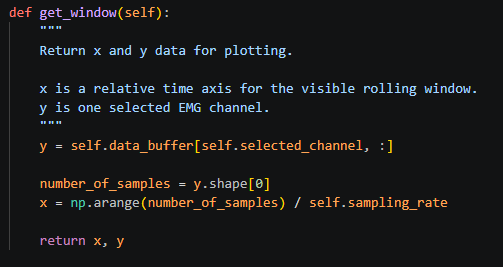 def get_window(self):
    """
    Return x and y data for plotting.

    x is a relative time axis for the visible rolling window.
    y is one selected EMG channel.
    """
    y = self.data_buffer[self.selected_channel, :]

    number_of_samples = y.shape[0]
    x = np.arange(number_of_samples) / self.sampling_rate

    return x, y